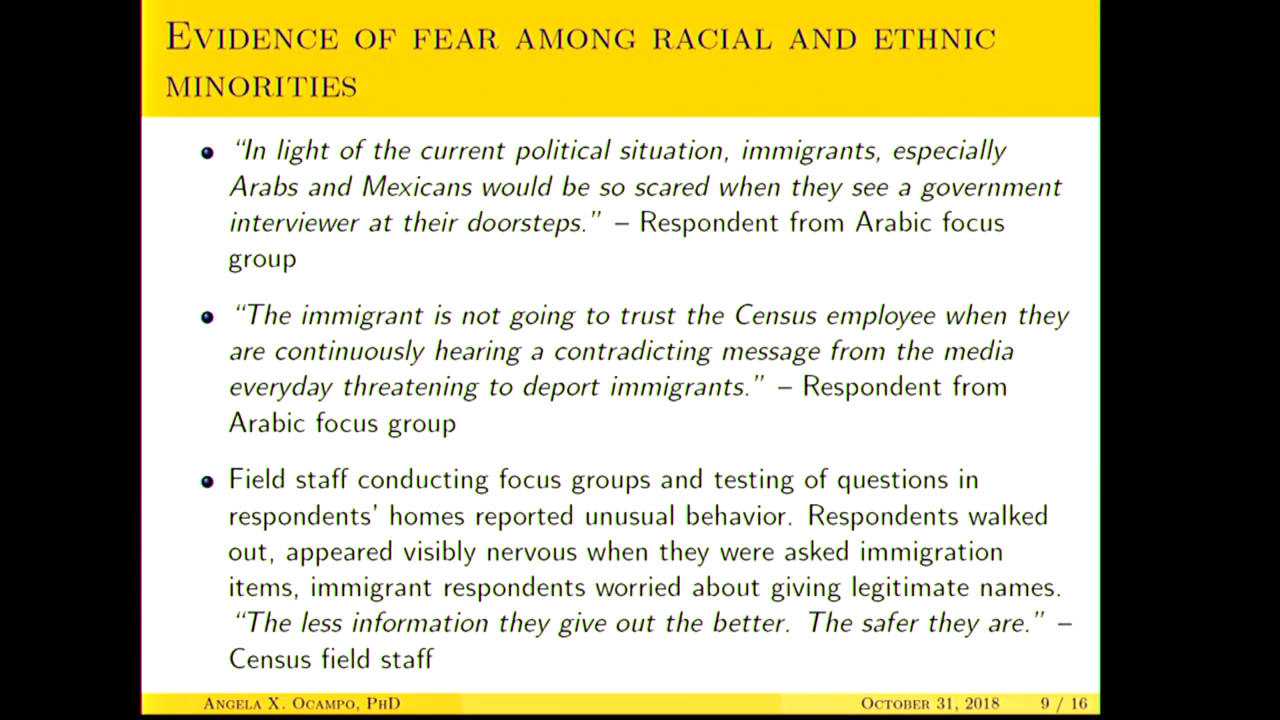 Evidence of fear among racial and ethnic
minorities
“In light of the current political situation, immigrants, especially
Arabs and Mexicans would be so scared when they see a government
interviewer at their doorsteps.” – Respondent from Arabic focus
group
“The immigrant is not going to trust the Census employee when they
are continuously hearing a contradicting message from the media
everyday threatening to deport immigrants.” – Respondent from
Arabic focus group
Field staff conducting focus groups and testing of questions in
respondents’ homes reported unusual behavior. Respondents walked
out, appeared visibly nervous when they were asked immigration
items, immigrant respondents worried about giving legitimate names.
“The less information they give out the better. The safer they are.” –
Census field staff
Angela X. Ocampo, PhD October 31, 2018 9 / 16